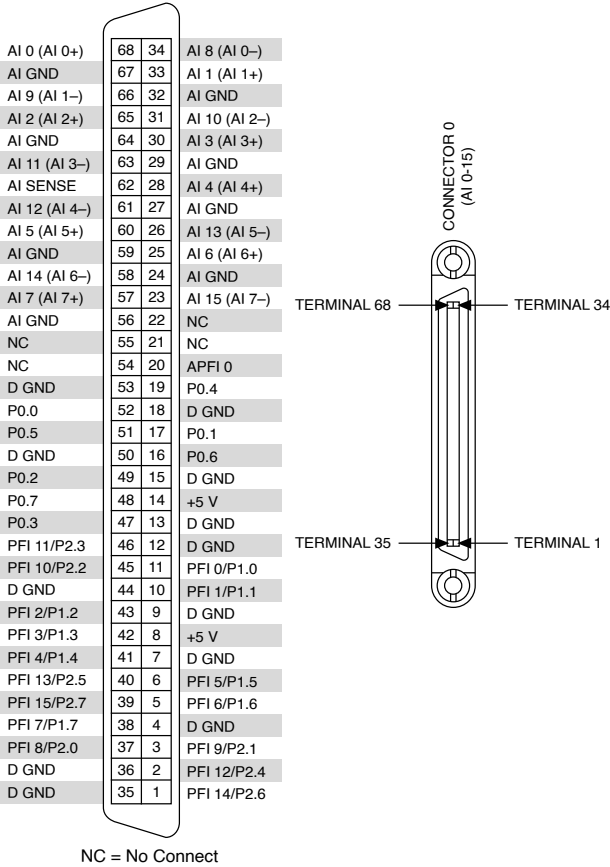 AI 0 (AI 0+) 68 34 AI 8 (AI 0–)
AI GND 67 33 AI 1 (AI 1+)
AI 9 (AI 1–) 66 32 AI GND
AI 2 (AI 2+) 65 31 AI 10 (AI 2–)
AI GND 64 30 AI 3 (AI 3+)
AI 11 (AI 3–) 63 29 AI GND
AI SENSE 62 28 AI 4 (AI 4+)
AI 12 (AI 4–) 61 27 AI GND
AI 5 (AI 5+) 60 26 AI 13 (AI 5–)
AI GND 59 25 AI 6 (AI 6+)
AI 14 (AI 6–) 58 24 AI GND
AI 7 (AI 7+) 57 23 AI 15 (AI 7–)
AI GND 56 22 NC
NC 55 21 NC
NC 54 20 APFI 0
D GND 53 19 P0.4
P0.0 52 18 D GND
P0.5 51 17 P0.1
D GND 50 16 P0.6
P0.2 49 15 D GND
P0.7 48 14 +5 V
P0.3 47 13 D GND
PFI 11/P2.3 46 12 D GND
PFI 10/P2.2 45 11 PFI 0/P1.0
D GND 44 10 PFI 1/P1.1
PFI 2/P1.2 43 9 D GND
PFI 3/P1.3 42 8 +5 V
PFI 4/P1.4 41 7 D GND
PFI 13/P2.5 40 6 PFI 5/P1.5
PFI 15/P2.7 39 5 PFI 6/P1.6
PFI 7/P1.7 38 4 D GND
PFI 8/P2.0 37 3 PFI 9/P2.1
D GND 36 2 PFI 12/P2.4
D GND 35 1 PFI 14/P2.6
NC = No Connect
CONNECTOR 0
(AI 0-15)
TERMINAL 68
TERMINAL 34
TERMINAL 35
TERMINAL 1